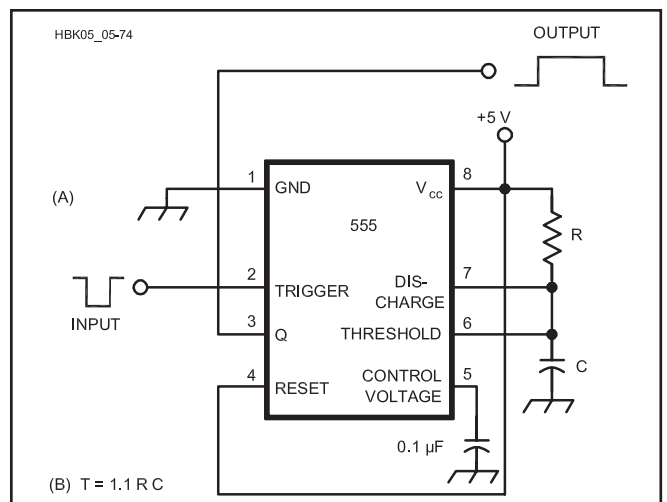 HBK05_05-74
OUTPUT
+5 V
(A)
1
GND
Vcc
8
555
R
INPUT
2
TRIGGER
DIS-
CHARGE
7
3
Q
THRESHOLD
6
4
RESET
CONTROL
VOLTAGE
5
C
0.1 µF
(B) T = 1.1 R C